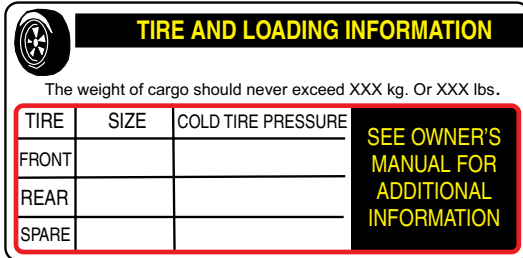 TIRE AND LOADING INFORMATION
The weight of cargo should never exceed XXX kg. Or XXX lbs.
TIRE SIZE COLD TIRE PRESSURE
FRONT
REAR
SPARE
SEE OWNER'S
MANUAL FOR
ADDITIONAL
INFORMATION